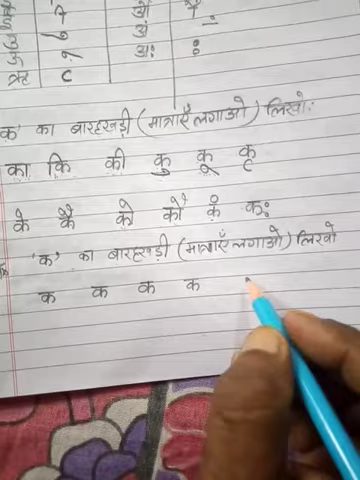 उ ु ओ ो
ऊ ू अं ं
ऋ ृ अः ः
क' का बारहखड़ी (मात्राएँ लगाओ) लिखो:
का कि की कु कू कृ
के कै को कौ कं कः
'क' का बारहखड़ी (मात्राएँ लगाओ) लिखो
क क क क